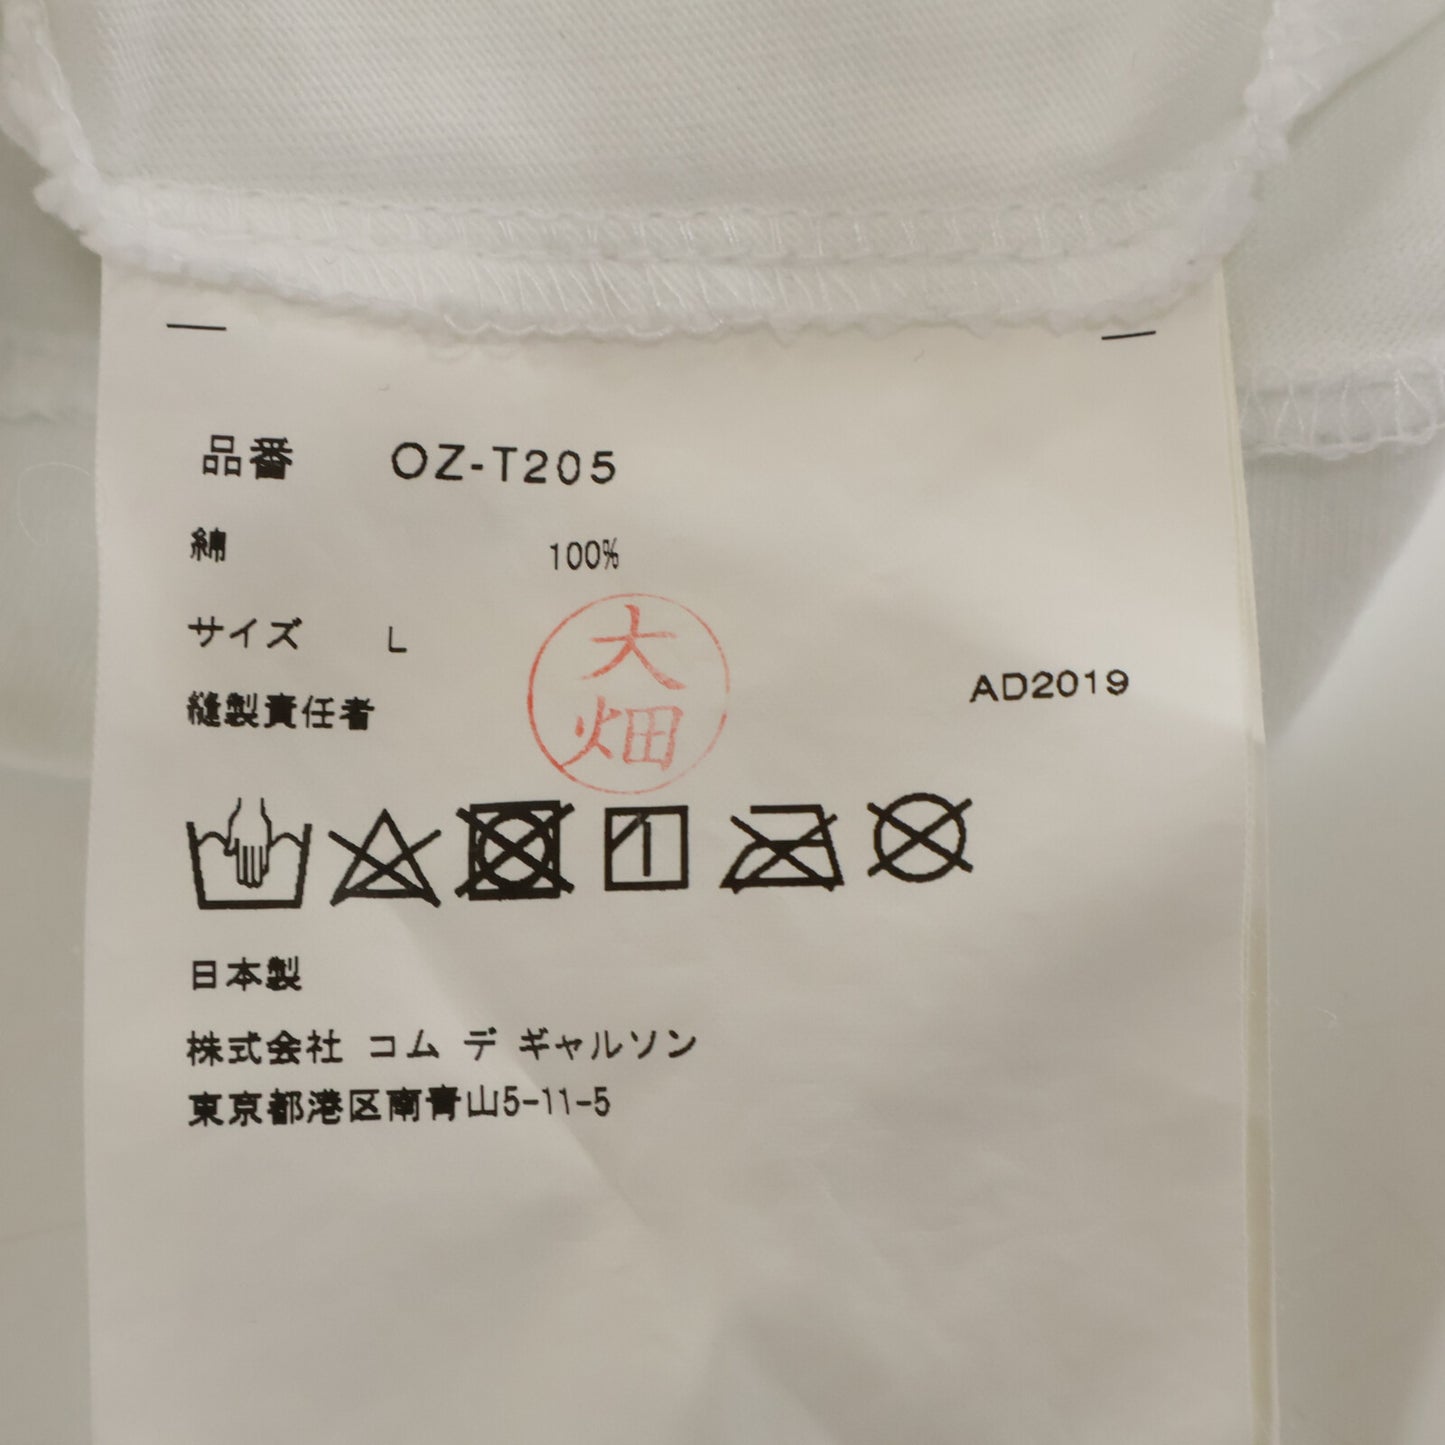 品番 OZ-T205
綿 100%
サイズ L
縫製責任者 大畑
AD2019
日本製
株式会社 コム デ ギャルソン
東京都港区南青山5-11-5